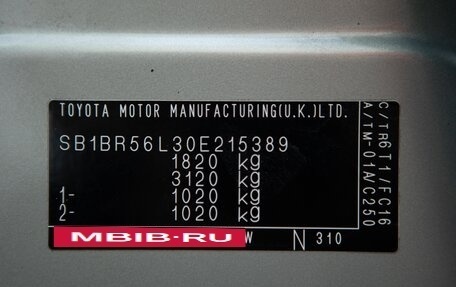 TOYOTA MOTOR MANUFACTURING(U.K.)LTD.
SB1BR56L30E215389
1820 kg
3120 kg
1- 1020 kg
2- 1020 kg
MBIB-RU W N 310
C/TR6T1/FC16
A/TM-01A/C250